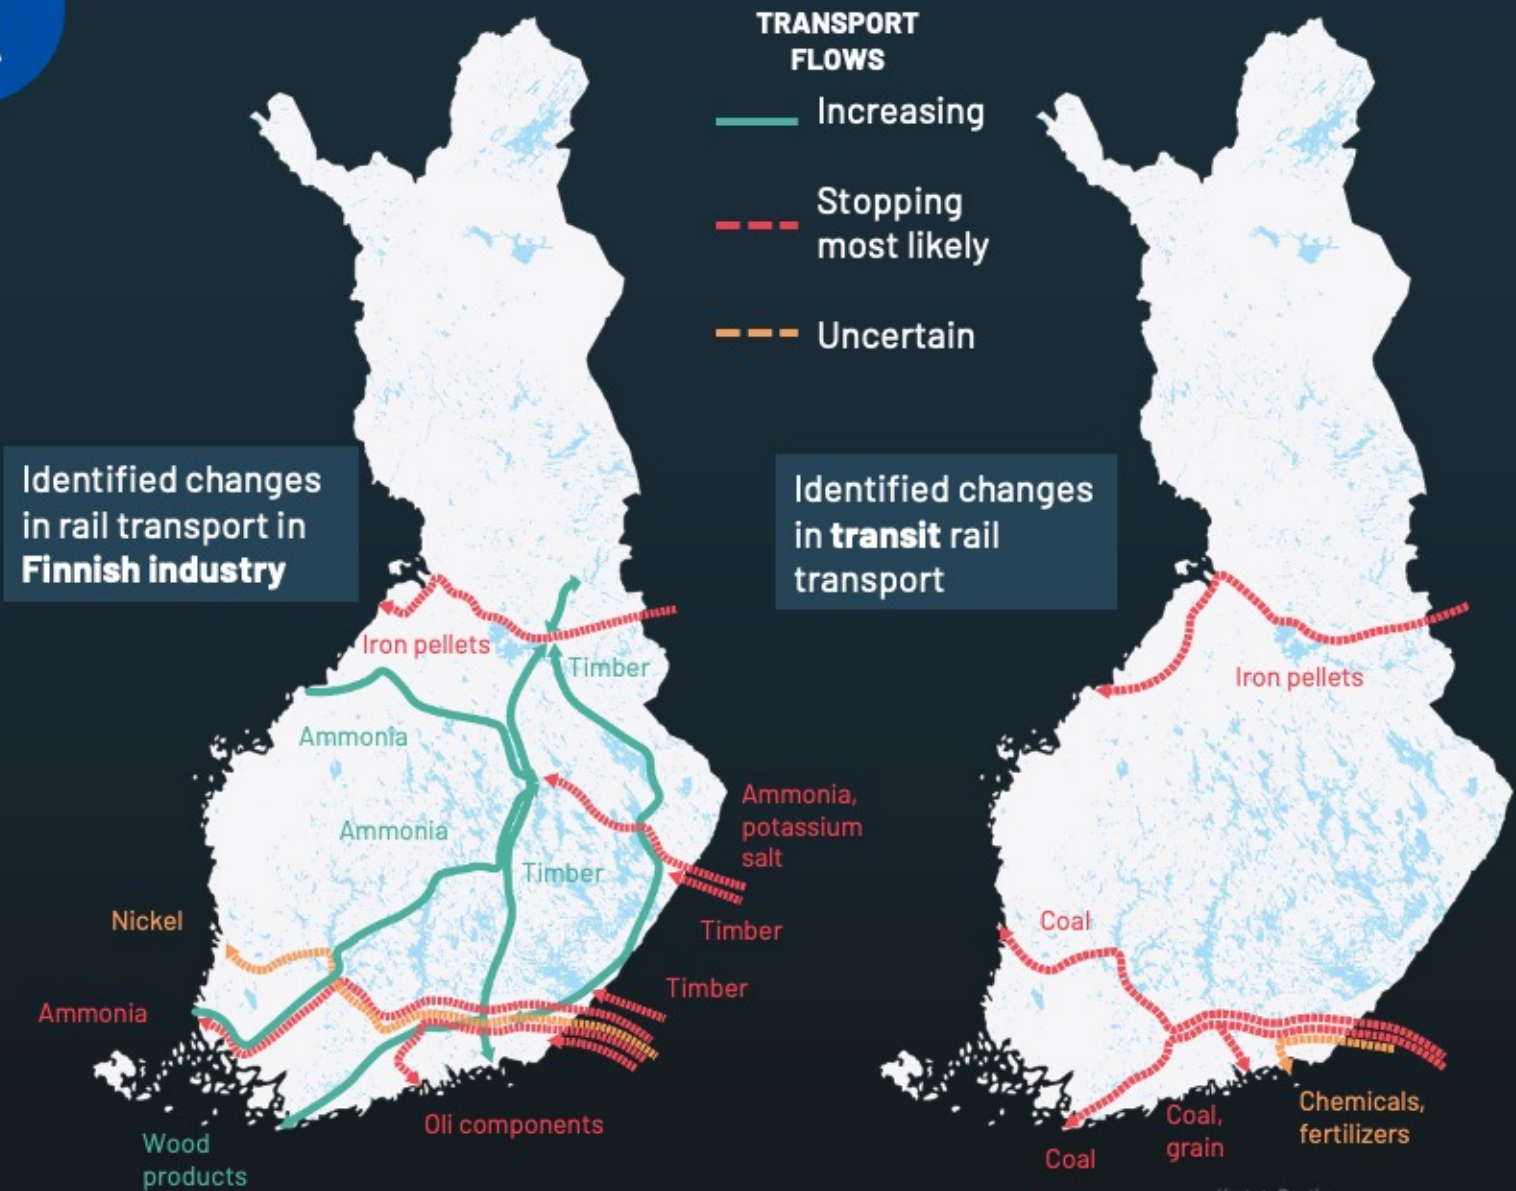 TRANSPORT
FLOWS
Increasing
Stopping
most likely
Uncertain
Identified changes
in rail transport in
Finnish industry
Iron pellets
Timber
Ammonia
Ammonia
Timber
Ammonia,
potassium
salt
Timber
Timber
Nickel
Ammonia
Oli components
Wood
products
Identified changes
in transit rail
transport
Iron pellets
Coal
Coal
Coal,
grain
Chemicals,
fertilizers